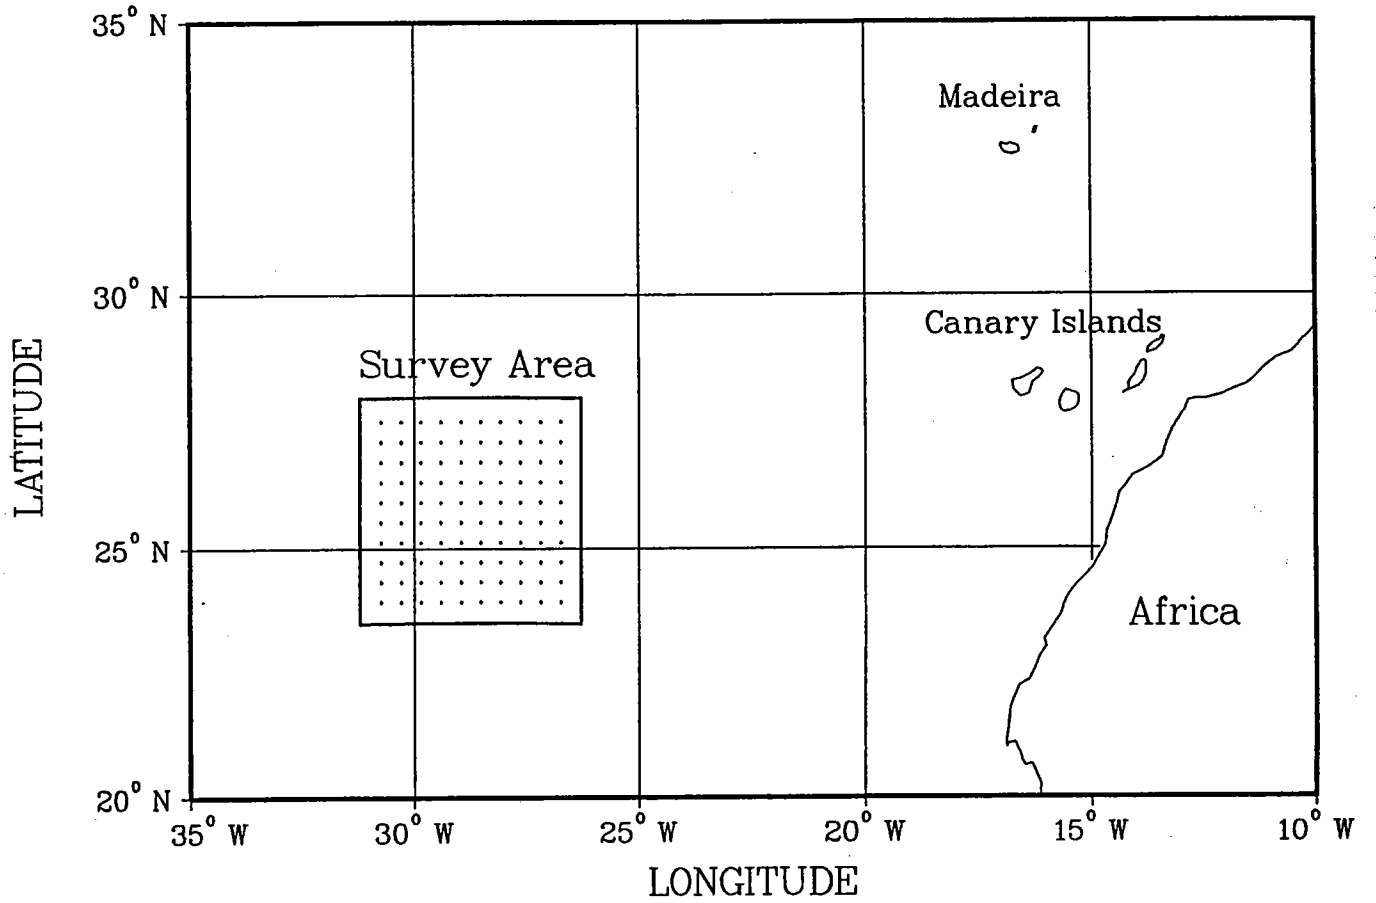 35° N
Madeira
30° N
Canary Islands
Survey Area
LATITUDE
25° N
Africa
20° N
35° W 30° W 25° W 20° W 15° W 10° W
LONGITUDE